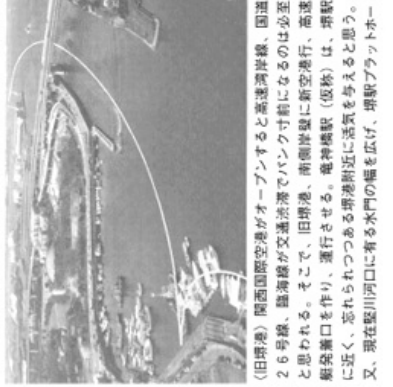 〈旧堺港〉 関西国際空港がオープンすると高速湾岸線、国道
２６号線、臨海線が交通渋滞でパンク寸前になるのは必至
と思われる。そこで、旧堺港、南側岸壁に新空港行、高速
艇発着口を作り、運行させる。竜神橋駅（仮称）は、堺駅
に近く、忘れられつつある堺港附近に活気を与えると思う。
又、現在竪川河口に有る水門の幅を広げ、堺駅プラットホー